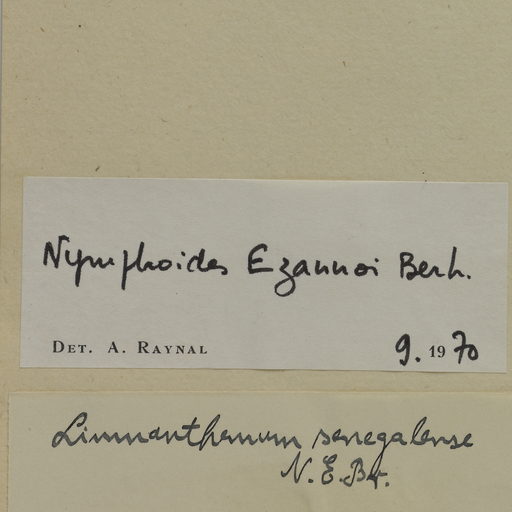 Nymphoides Ezannoi Berh.
DET. A. RAYNAL 9. 1970
Limnanthemum senegalense
N.E.Br.